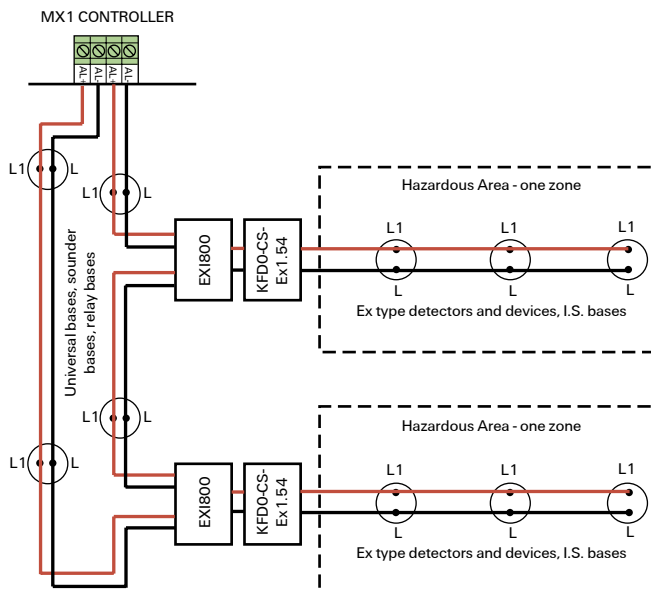 MX1 CONTROLLER
AL+
AL-
AL+
AL-
L1
L
L1
L
Universal bases, sounder
bases, relay bases
EXI800
KFD0-CS-
Ex1.54
Hazardous Area - one zone
L1
L1
L1
L
L
L
Ex type detectors and devices, I.S. bases
L1
L
L1
L
EXI800
KFD0-CS-
Ex1.54
Hazardous Area - one zone
L1
L1
L1
L
L
L
Ex type detectors and devices, I.S. bases